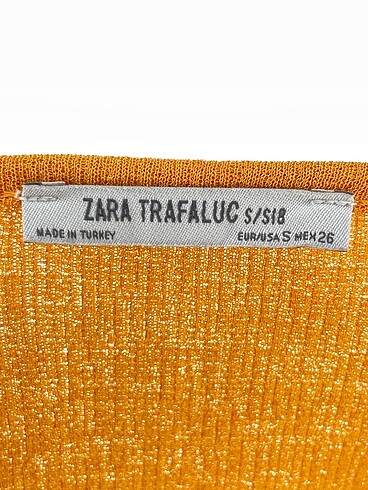 ZARA TRAFALUC S/S18
MADE IN TURKEY EUR/USA S MEX 26